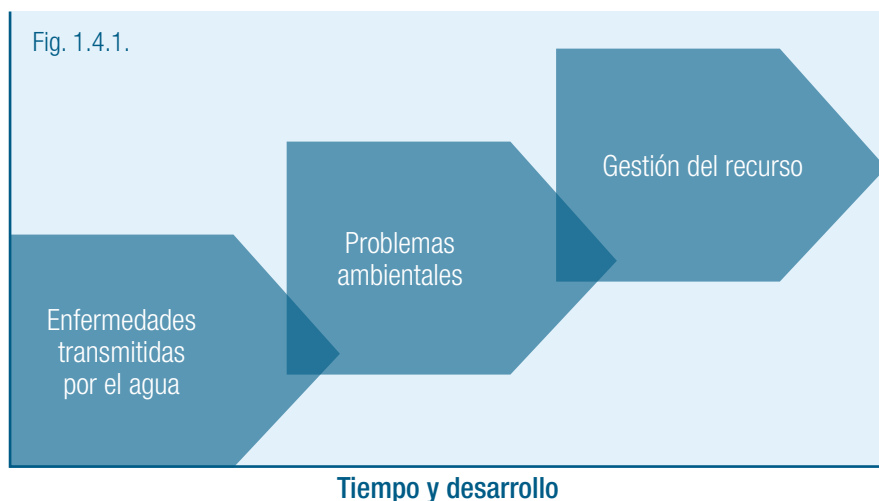 Fig. 1.4.1.
Gestión del recurso
Problemas
ambientales
Enfermedades
transmitidas
por el agua
Tiempo y desarrollo